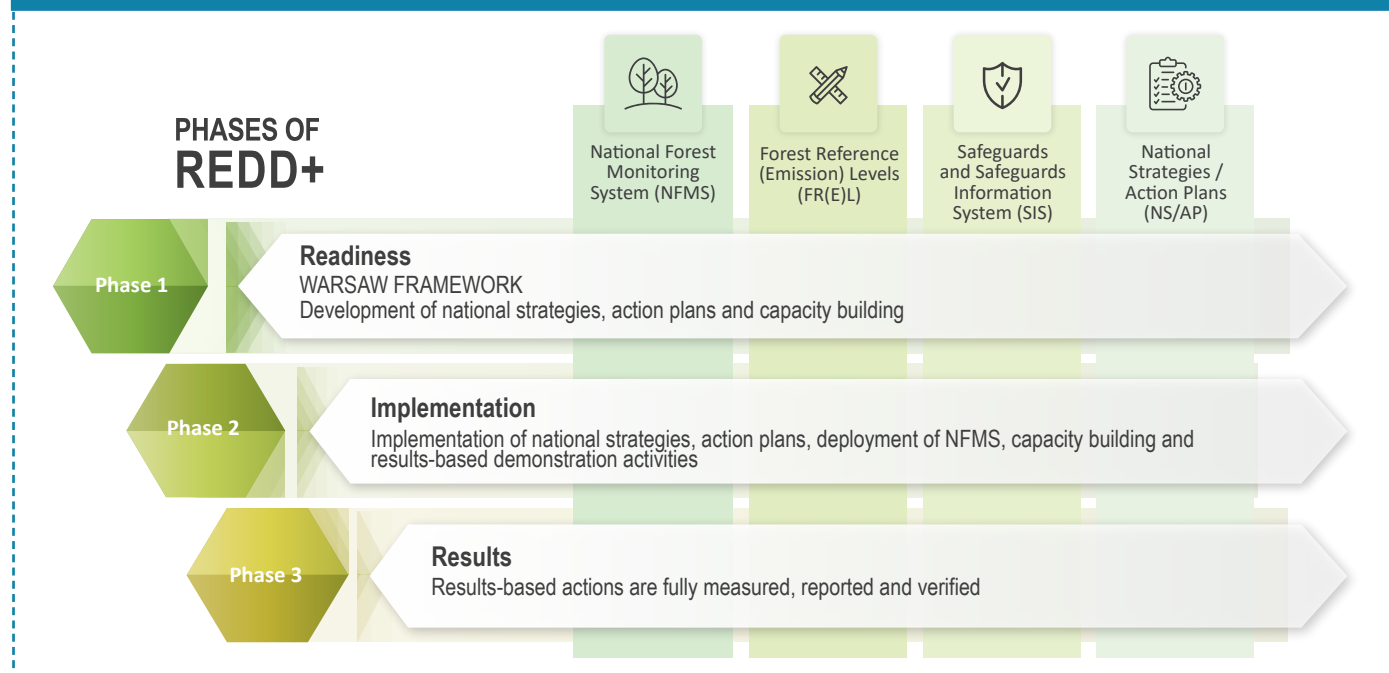 PHASES OF
REDD+
National Forest
Monitoring
System (NFMS)
Forest Reference
(Emission) Levels
(FR(E)L)
Safeguards
and Safeguards
Information
System (SIS)
National
Strategies /
Action Plans
(NS/AP)
Phase 1
Readiness
WARSAW FRAMEWORK
Development of national strategies, action plans and capacity building
Phase 2
Implementation
Implementation of national strategies, action plans, deployment of NFMS, capacity building and
results-based demonstration activities
Phase 3
Results
Results-based actions are fully measured, reported and verified